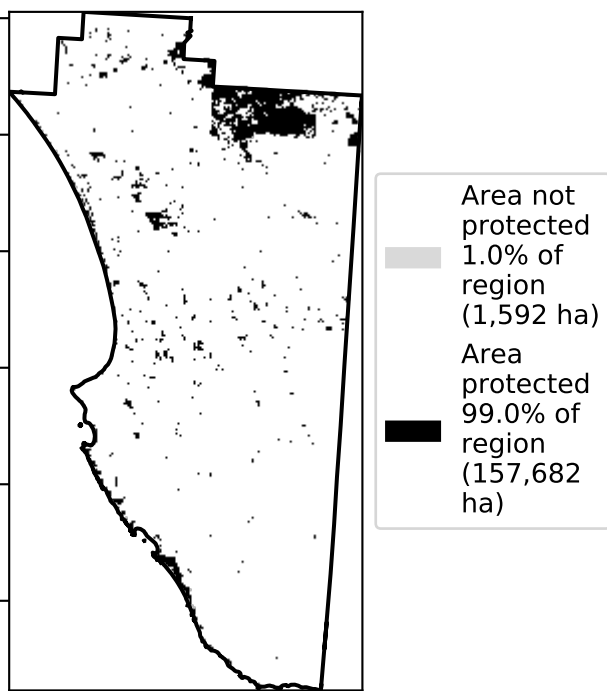 Area not
protected
1.0% of
region
(1,592 ha)
Area
protected
99.0% of
region
(157,682
ha)